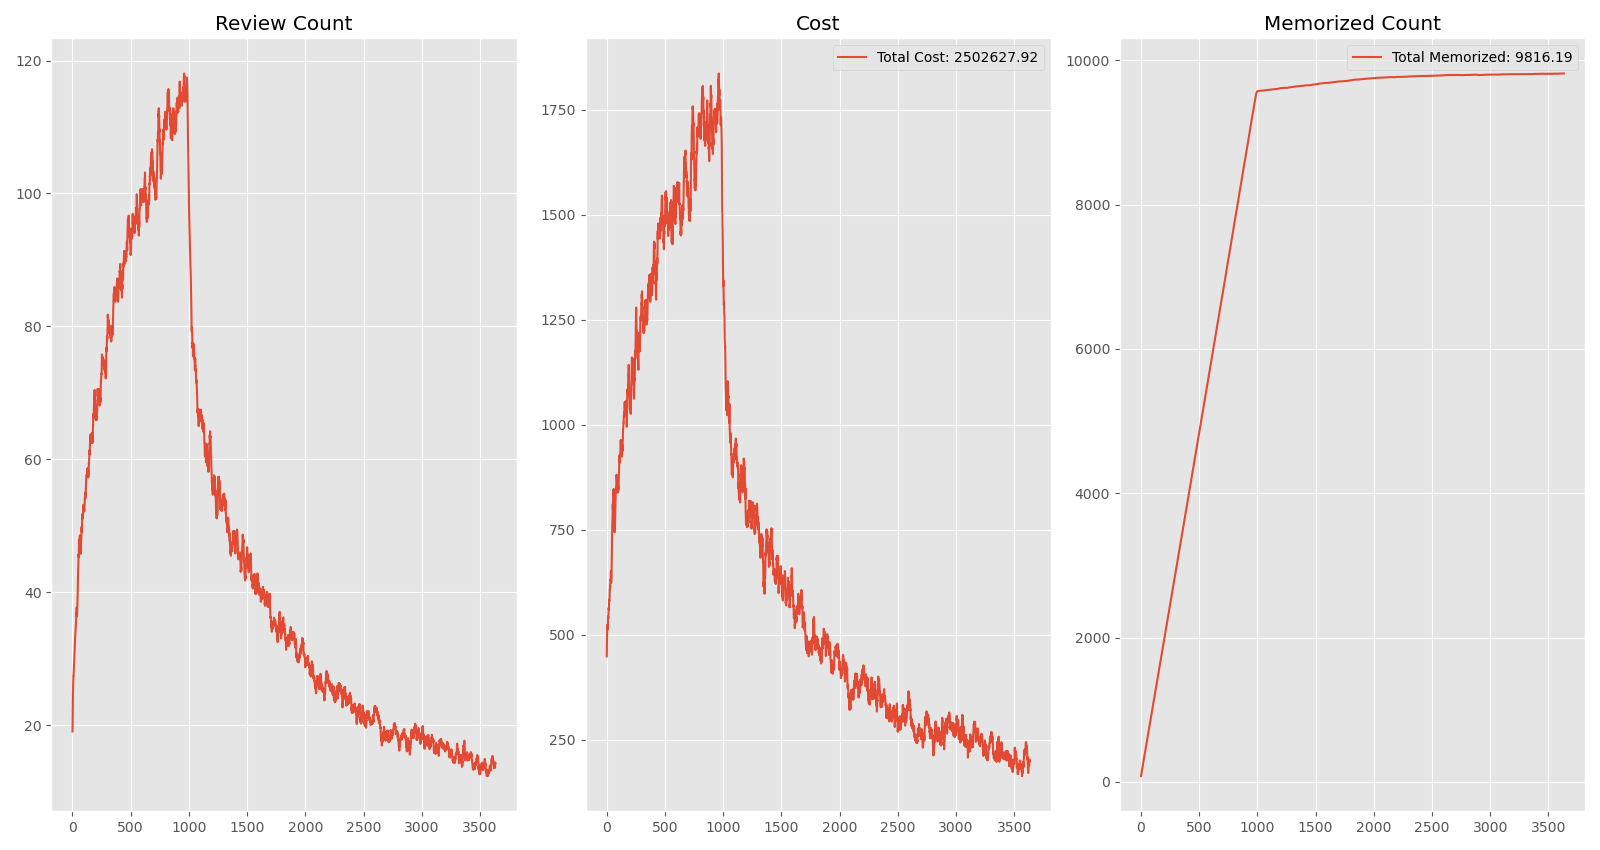 Review Count
120
100
80
60
40
20
0 500 1000 1500 2000 2500 3000 3500
Cost
Total Cost: 2502627.92
1750
1500
1250
1000
750
500
250
0 500 1000 1500 2000 2500 3000 3500
Memorized Count
Total Memorized: 9816.19
10000
8000
6000
4000
2000
0
0 500 1000 1500 2000 2500 3000 3500